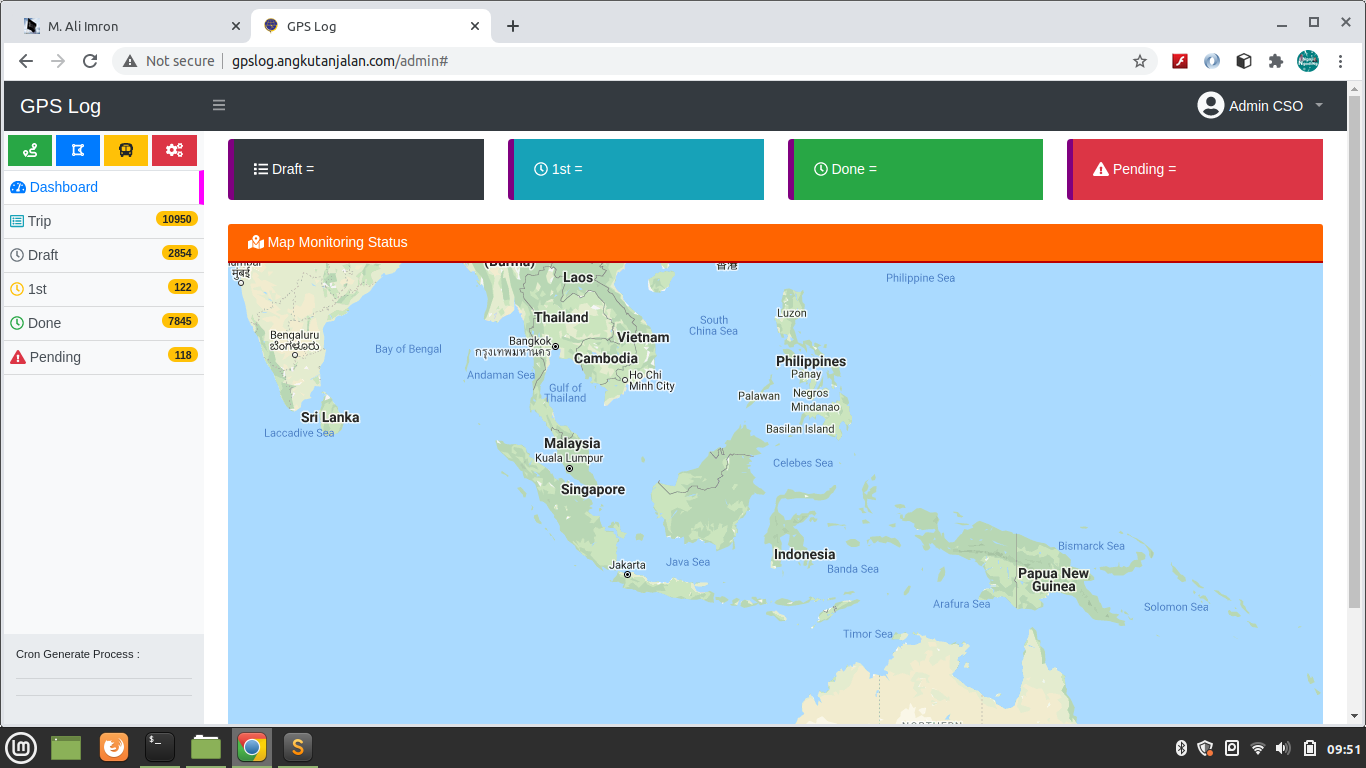 M. Ali Imron
GPS Log
Not secure
gpslog.angkutanjalan.com/admin#
GPS Log
Admin CSO
Draft =
1st =
Done =
Pending =
Dashboard
Trip 10950
Draft 2854
1st 122
Done 7845
Pending 118
Cron Generate Process :
Map Monitoring Status
(Burma)
香港
Philippine Sea
मुंबई
Laos
Luzon
Thailand
South
China Sea
Bengaluru
ಬೆಂಗಳೂರು
Vietnam
Bangkok
กรุงเทพมหานคร
Bay of Bengal
Cambodia
Philippines
Panay
Andaman Sea
Ho Chi
Minh City
Gulf of
Thailand
Palawan
Negros
Mindanao
Sri Lanka
Laccadive Sea
Basilan Island
Malaysia
Kuala Lumpur
Celebes Sea
Singapore
Indonesia
Bismarck Sea
Jakarta
Java Sea
Banda Sea
Papua New
Guinea
Arafura Sea
Solomon Sea
Timor Sea
NORTHERN
09:51